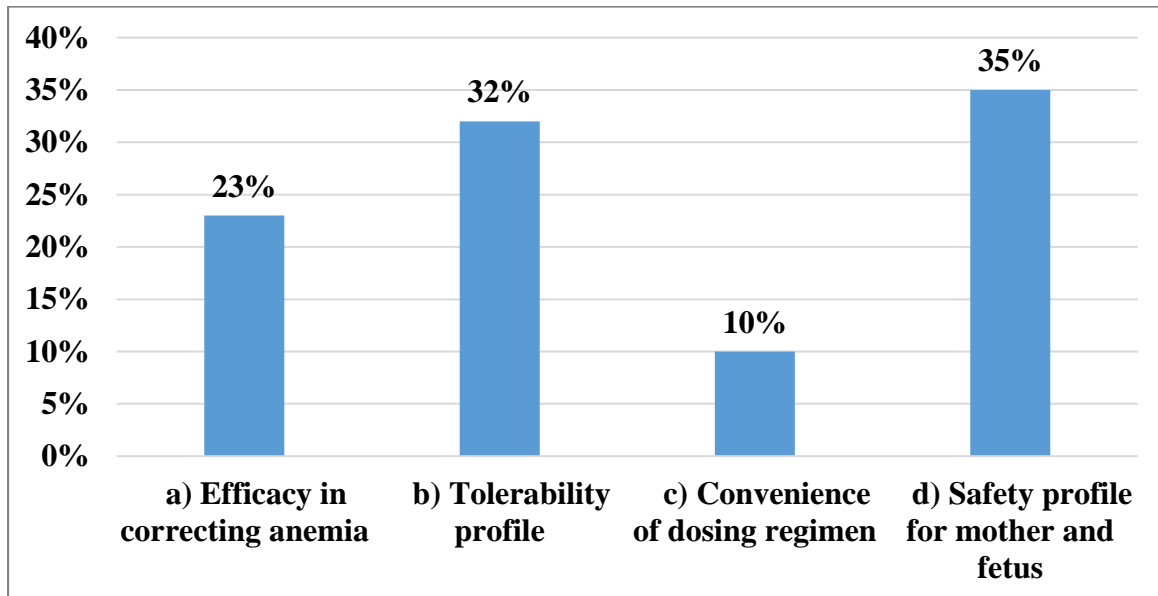 40%
35%
30%
25%
20%
15%
10%
5%
0%
23%
32%
10%
35%
a) Efficacy in
correcting anemia
b) Tolerability
profile
c) Convenience
of dosing regimen
d) Safety profile
for mother and
fetus